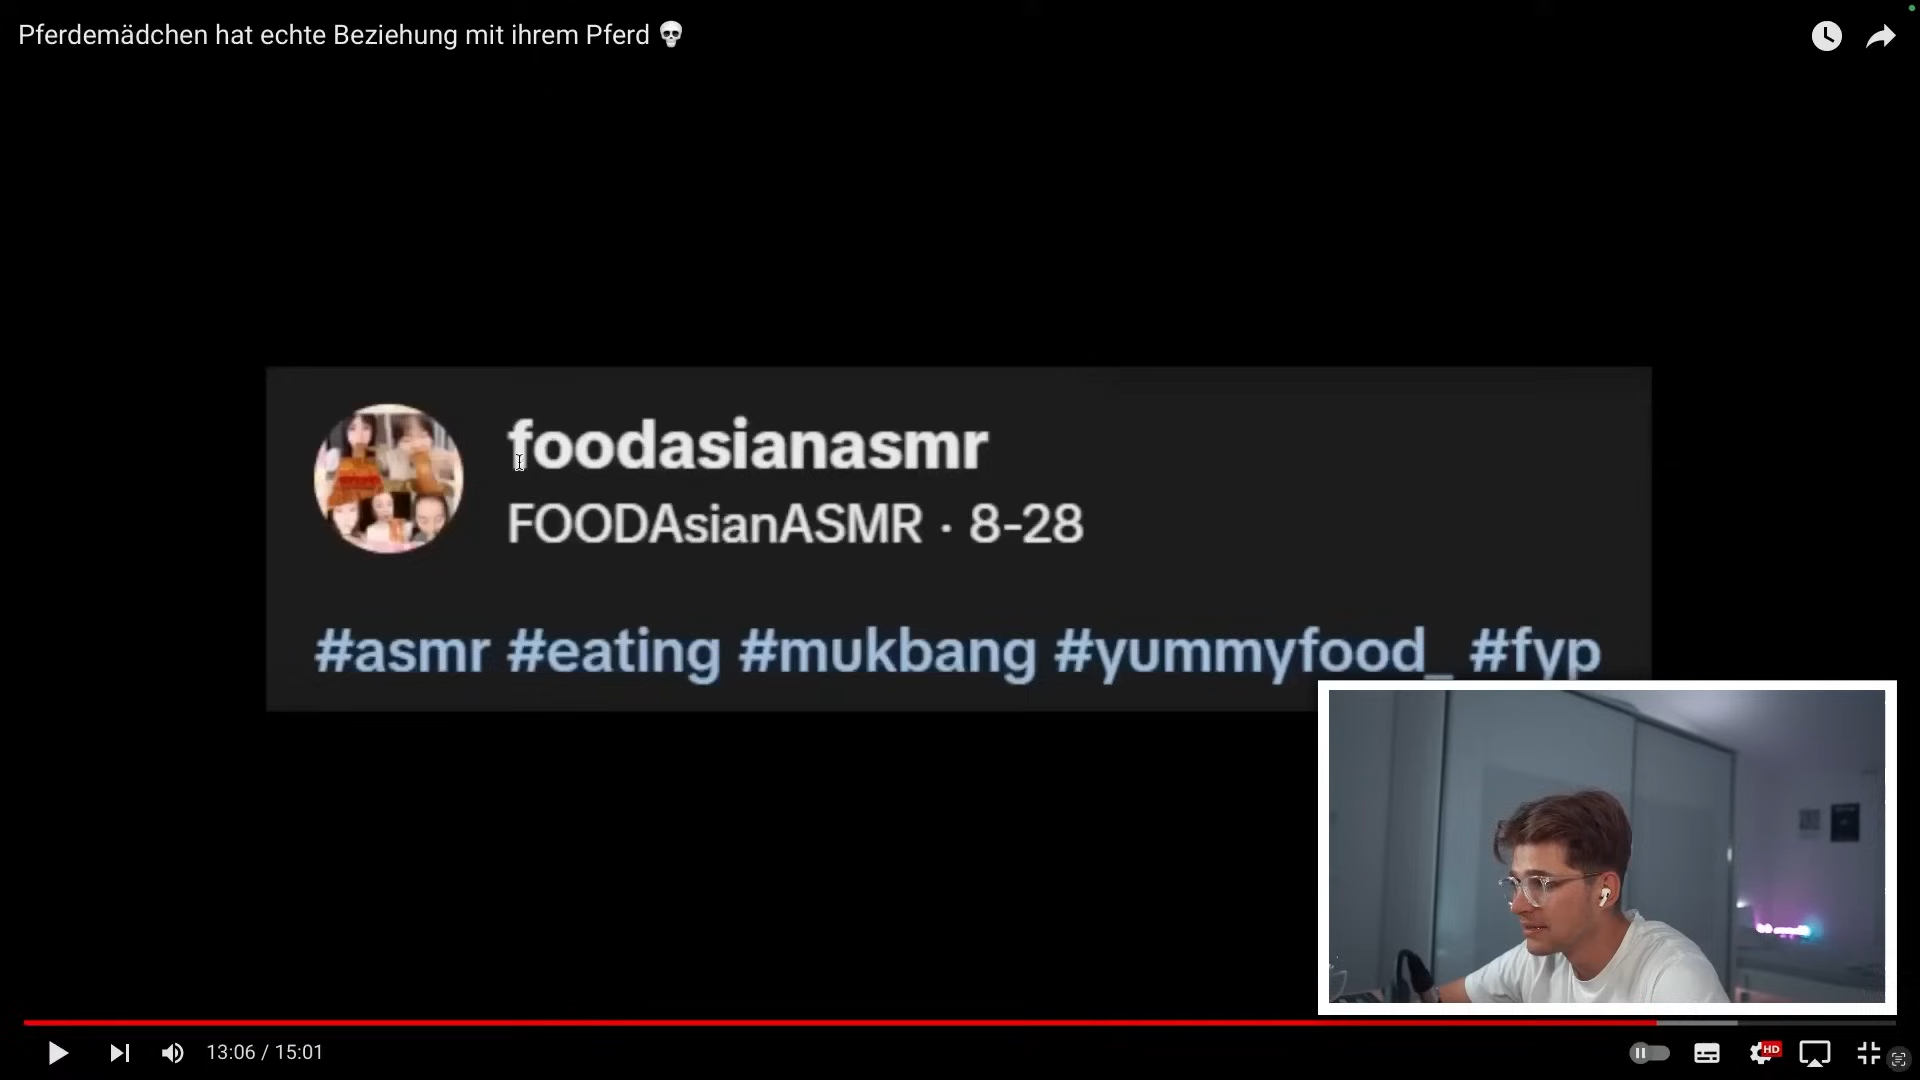 Pferdemädchen hat echte Beziehung mit ihrem Pferd 💀
foodasianasmr
FOODAsianASMR · 8-28
#asmr #eating #mukbang #yummyfood_ #fyp
13:06 / 15:01
HD